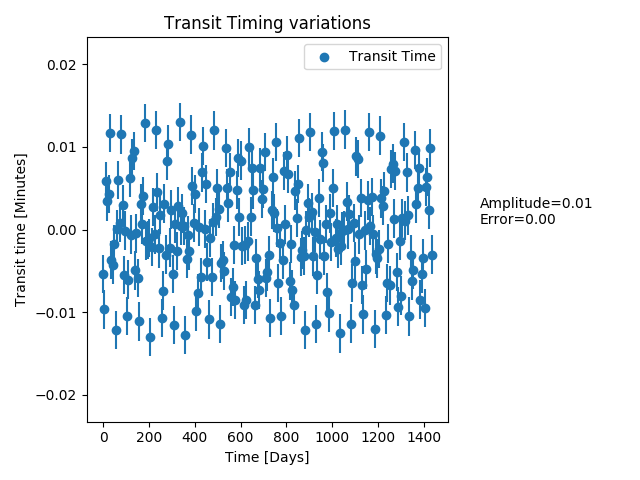 Transit Timing variations
Transit Time
0.02
0.01
0.00
−0.01
−0.02
Transit time [Minutes]
Amplitude=0.01
Error=0.00
0 200 400 600 800 1000 1200 1400
Time [Days]